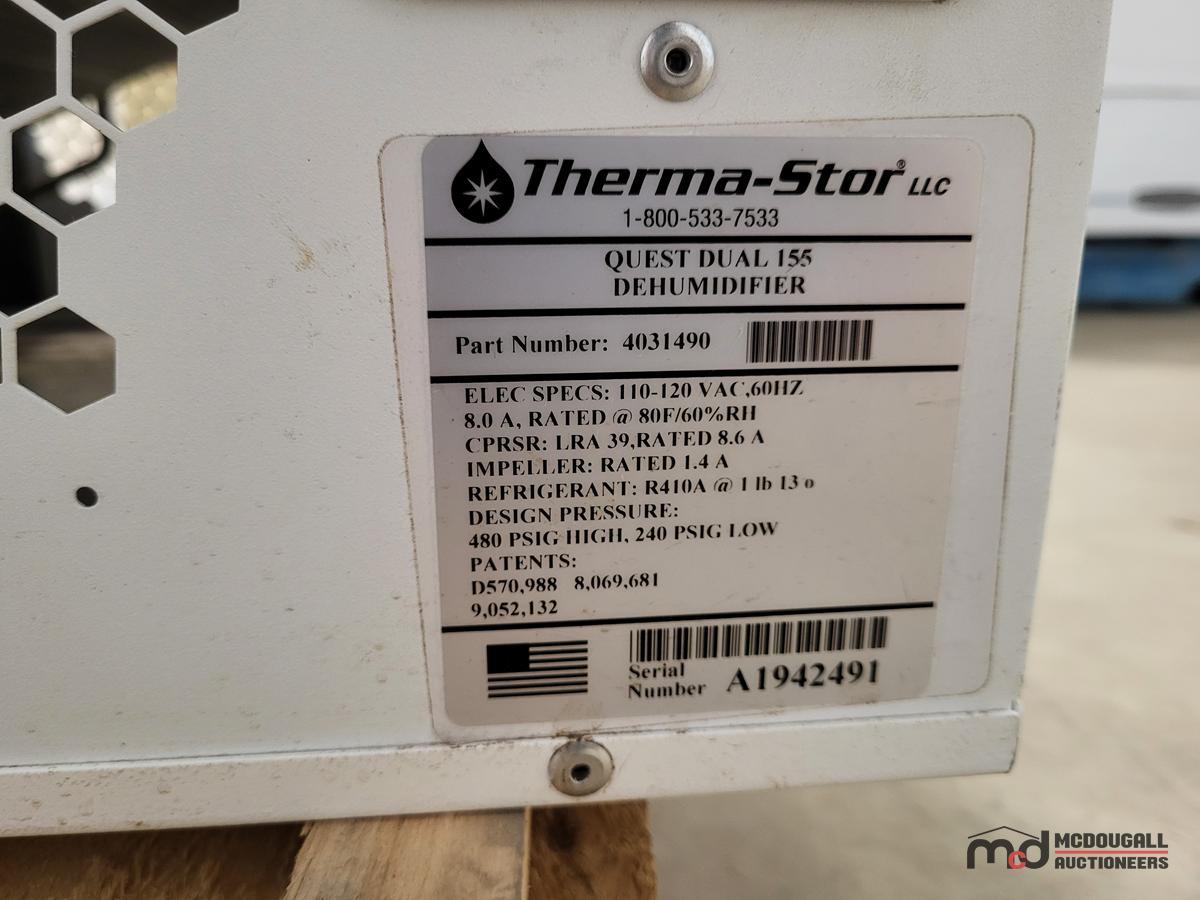 Therma-Stor® LLC
1-800-533-7533
QUEST DUAL 155
DEHUMIDIFIER
Part Number: 4031490
ELEC SPECS: 110-120 VAC,60HZ
8.0 A, RATED @ 80F/60%RH
CPRSR: LRA 39,RATED 8.6 A
IMPELLER: RATED 1.4 A
REFRIGERANT: R410A @ 1 lb 13 o
DESIGN PRESSURE:
480 PSIG HIGH, 240 PSIG LOW
PATENTS:
D570,988 8,069,681
9,052,132
Serial
Number A1942491
mcd MCDOUGALL
AUCTIONEERS